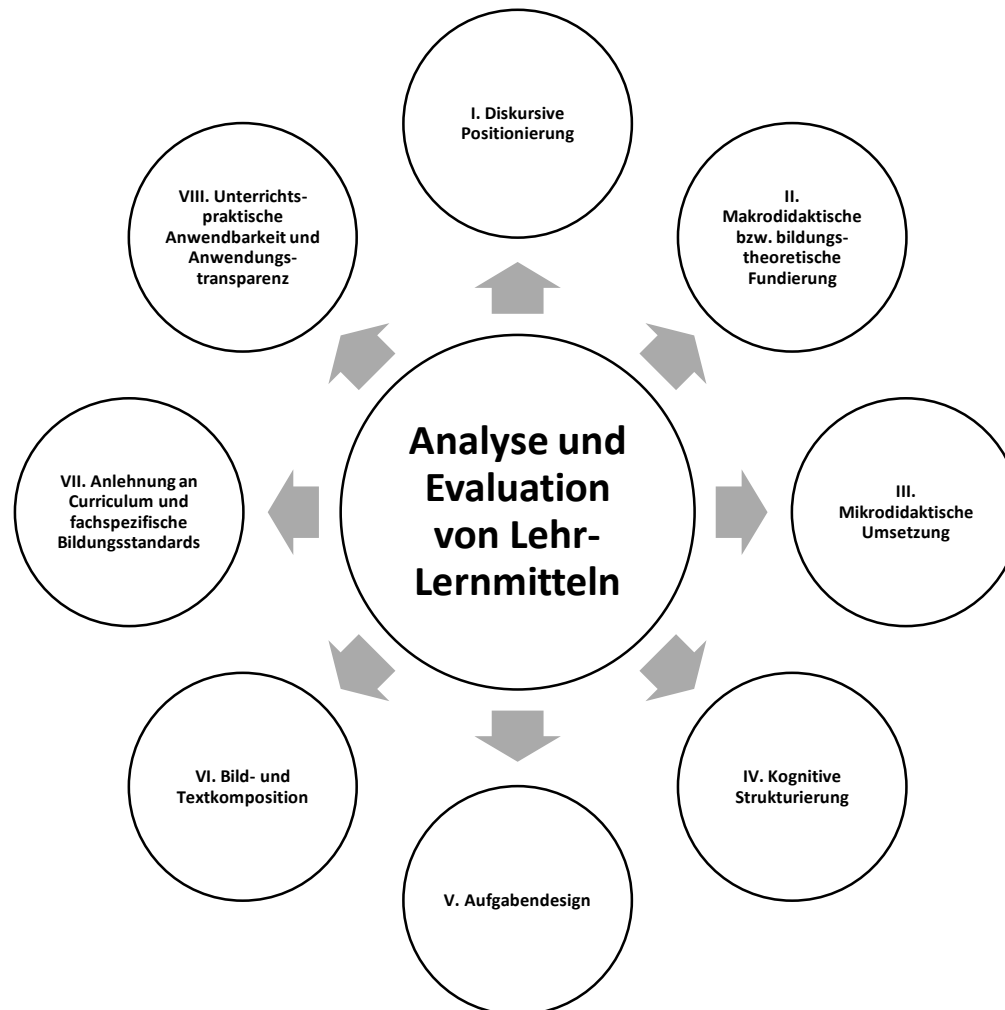 I. Diskursive
Positionierung
II.
Makrodidaktische
bzw. bildungs-
theoretische
Fundierung
III.
Mikrodidaktische
Umsetzung
IV. Kognitive
Strukturierung
V. Aufgabendesign
VI. Bild- und
Textkomposition
VII. Anlehnung an
Curriculum und
fachspezifische
Bildungsstandards
VIII. Unterrichts-
praktische
Anwendbarkeit und
Anwendungs-
transparenz
Analyse und
Evaluation
von Lehr-
Lernmitteln